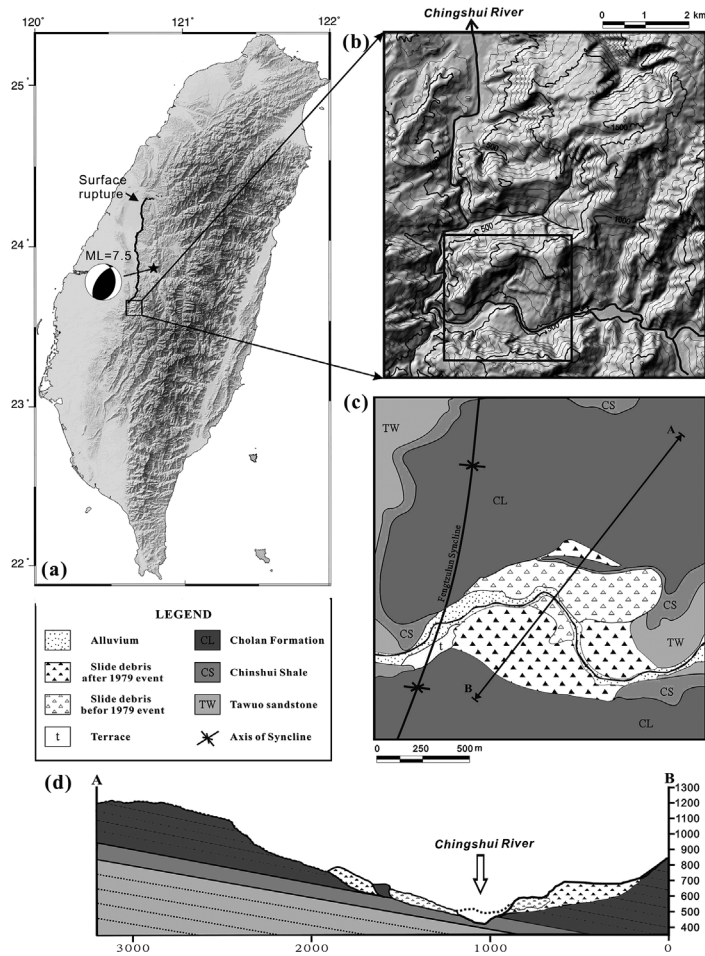 120°
121°
122°
25°
24°
23°
22°
Surface
rupture
ML=7.5
(a)
Chingshui River
0 1 2 km
(b)
500
1500
1000
(c)
TW
CS
A
CL
Fengtzulun Syncline
CS
CS
TW
t
B
CS
CL
0 250 500 m
LEGEND
Alluvium
CL Cholan Formation
Slide debris
after 1979 event
CS Chinshui Shale
Slide debris
befor 1979 event
TW Tawuo sandstone
t Terrace
Axis of Syncline
(d)
A
B
Chingshui River
1300
1200
1100
1000
900
800
700
600
500
400
3000 2000 1000 0